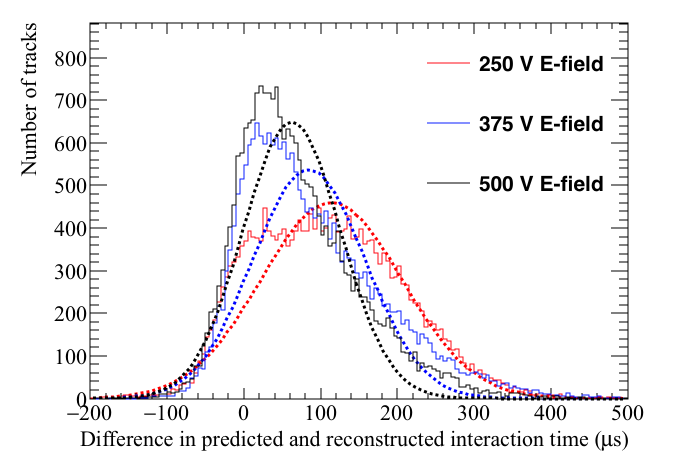 Number of tracks
800
700
600
500
400
300
200
100
0
250 V E-field
375 V E-field
500 V E-field
−200 −100 0 100 200 300 400 500
Difference in predicted and reconstructed interaction time (μs)